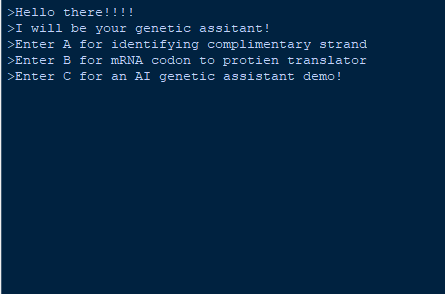 >Hello there!!!!
>I will be your genetic assitant!
>Enter A for identifying complimentary strand
>Enter B for mRNA codon to protien translator
>Enter C for an AI genetic assistant demo!